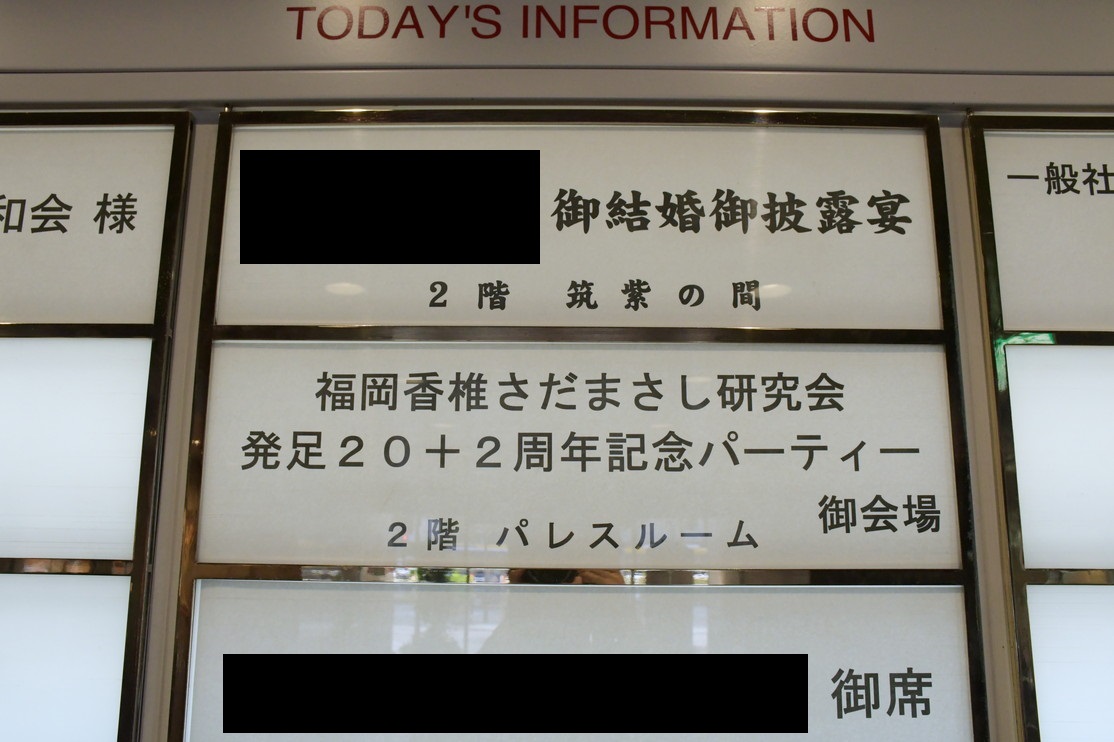 TODAY'S INFORMATION
和会 様
御結婚御披露宴
2階 筑紫の間
福岡香椎さだまさし研究会
発足20+2周年記念パーティー
御会場
2階 パレスルーム
御席
一般社